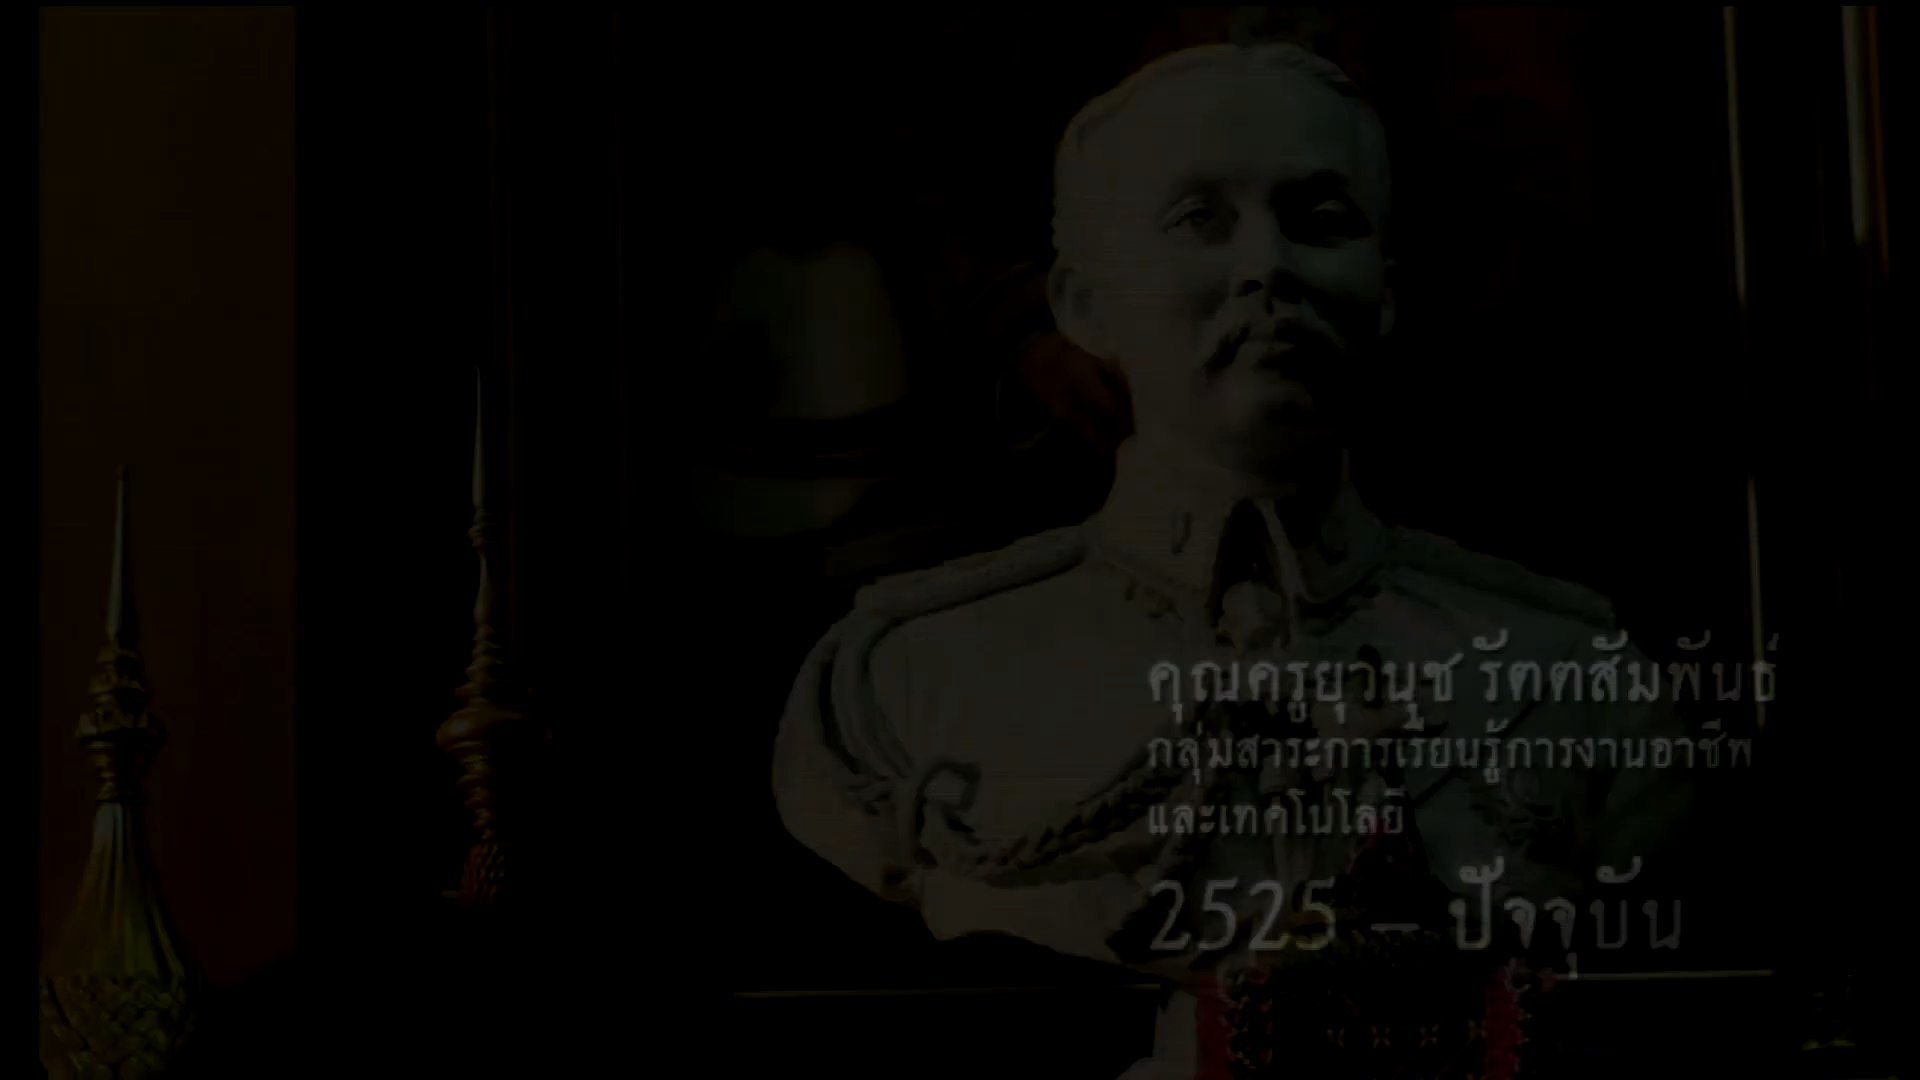 คุณครูยุวนุช รัตตสัมพันธ์
กลุ่มสาระการเรียนรู้การงานอาชีพ
และเทคโนโลยี
2525 – ปัจจุบัน